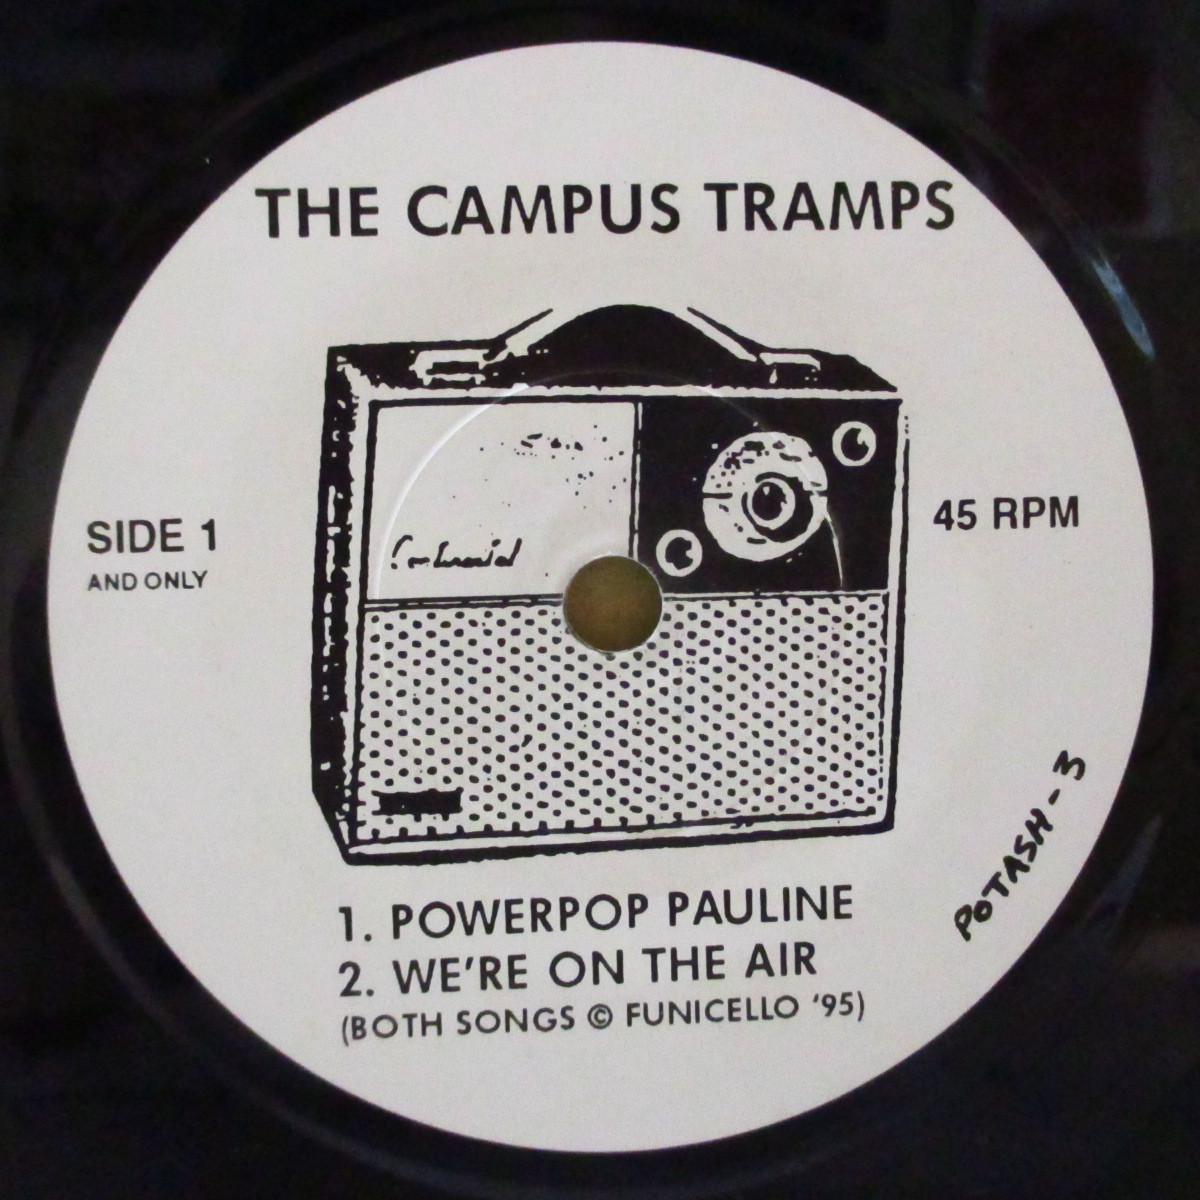 THE CAMPUS TRAMPS
Continental
SIDE 1
AND ONLY
45 RPM
POTASH-3
1. POWERPOP PAULINE
2. WE'RE ON THE AIR
(BOTH SONGS © FUNICELLO '95)